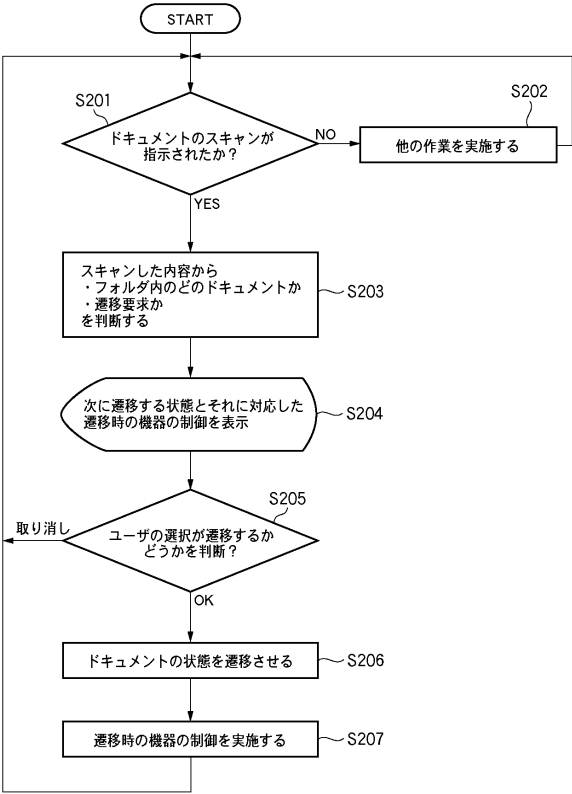 START
S201
ドキュメントのスキャンが
指示されたか?
NO
S202
他の作業を実施する
YES
スキャンした内容から
・フォルダ内のどのドキュメントか
・遷移要求か
を判断する
S203
次に遷移する状態とそれに対応した
遷移時の機器の制御を表示
S204
S205
ユーザの選択が遷移するか
どうかを判断?
取り消し
OK
ドキュメントの状態を遷移させる
S206
遷移時の機器の制御を実施する
S207